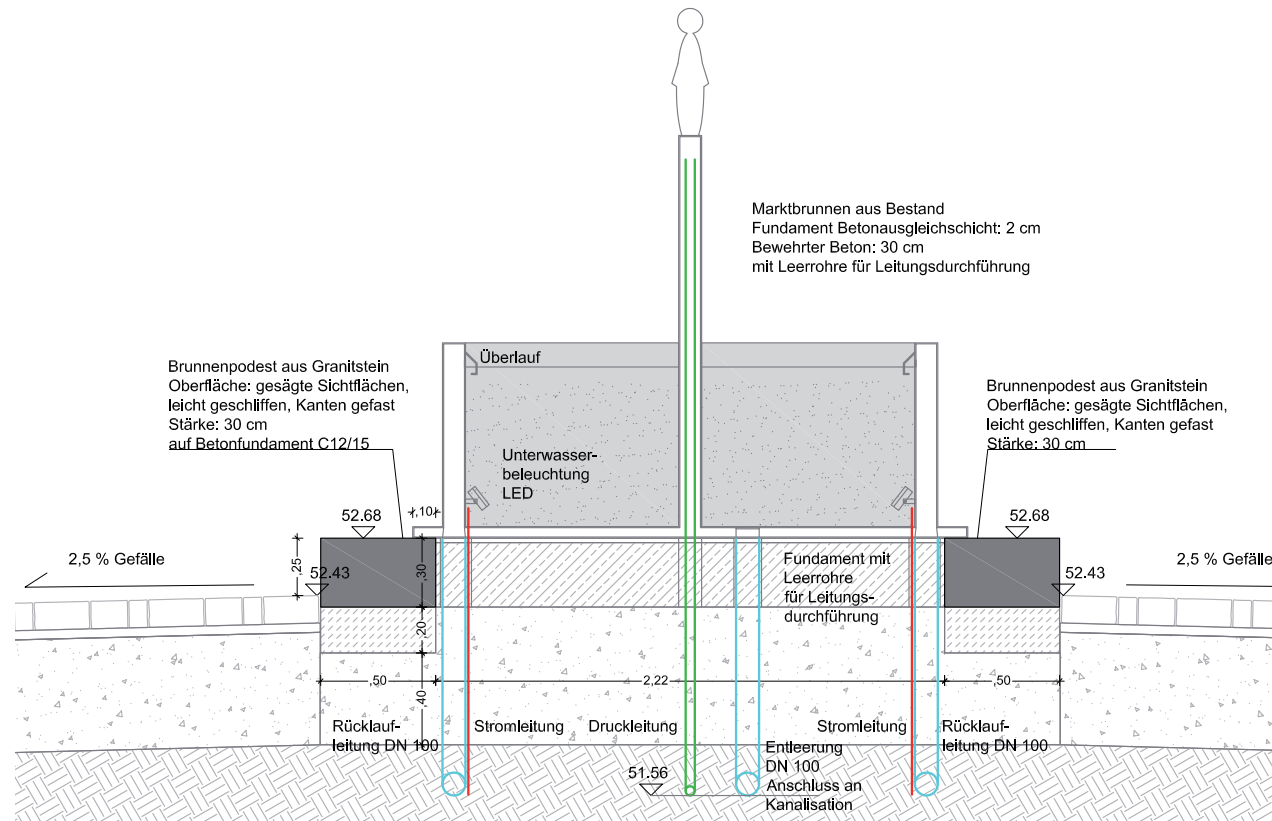 Marktbrunnen aus Bestand
Fundament Betonausgleichschicht: 2 cm
Bewehrter Beton: 30 cm
mit Leerrohre für Leitungsdurchführung
Brunnenpodest aus Granitstein
Oberfläche: gesägte Sichtflächen,
leicht geschliffen, Kanten gefast
Stärke: 30 cm
auf Betonfundament C12/15
Überlauf
Brunnenpodest aus Granitstein
Oberfläche: gesägte Sichtflächen,
leicht geschliffen, Kanten gefast
Stärke: 30 cm
Unterwasser-
beleuchtung
LED
,10
52.68
52.68
2,5 % Gefälle
,25
52.43
,30
Fundament mit
Leerrohre
für Leitungs-
durchführung
52.43
2,5 % Gefälle
,20
,50
,40
2,22
,50
Rücklauf-
leitung DN 100
Stromleitung
Druckleitung
Stromleitung
Rücklauf-
leitung DN 100
51.56
Entleerung
DN 100
Anschluss an
Kanalisation